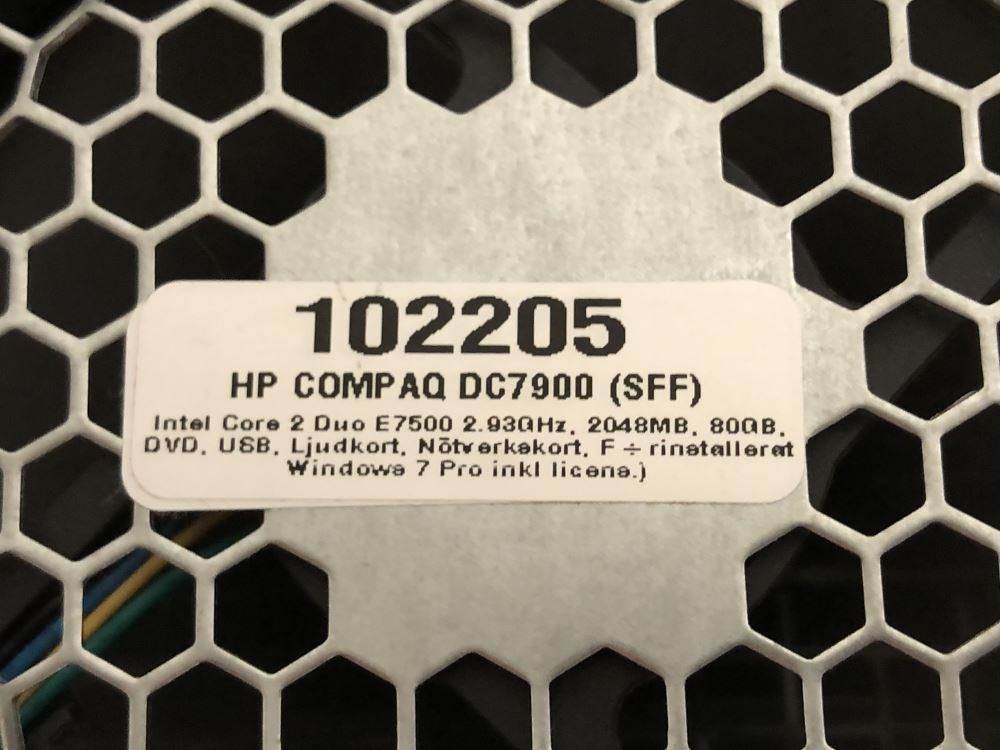 102205
HP COMPAQ DC7900 (SFF)
Intel Core 2 Duo E7500 2.93GHz, 2048MB, 80GB,
DVD, USB, Ljudkort, Nõtverkskort, F ÷ rinstallerat
Windows 7 Pro inkl licens.)